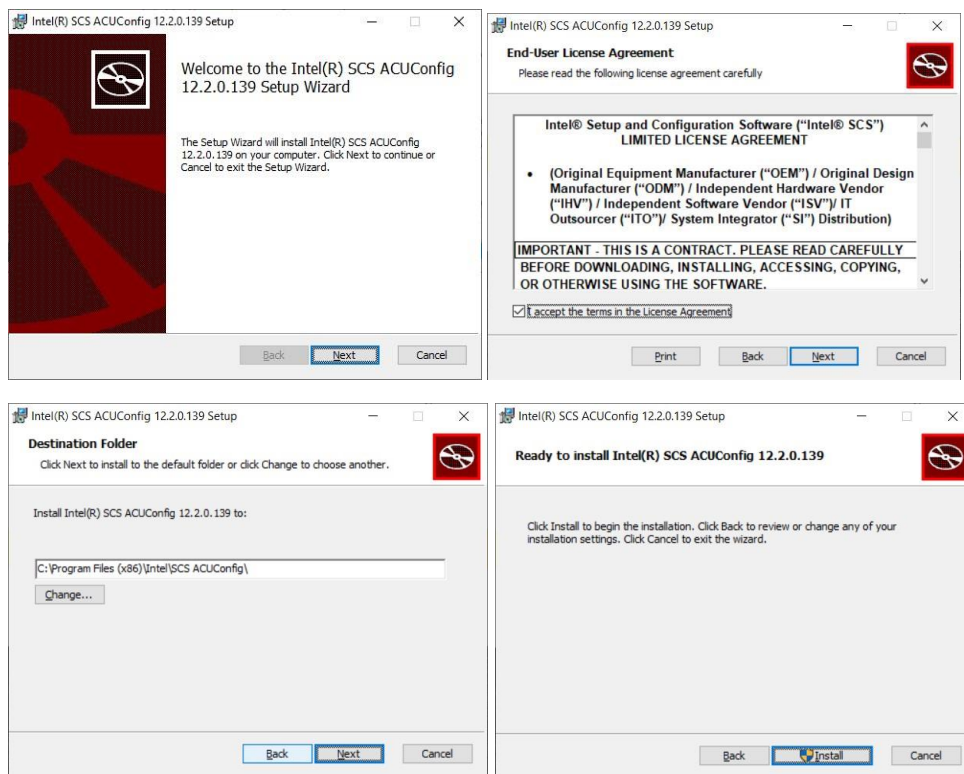 Intel(R) SCS ACUConfig 12.2.0.139 Setup
Welcome to the Intel(R) SCS ACUConfig
12.2.0.139 Setup Wizard
The Setup Wizard will install Intel(R) SCS ACUConfig
12.2.0.139 on your computer. Click Next to continue or
Cancel to exit the Setup Wizard.
Back Next Cancel
Intel(R) SCS ACUConfig 12.2.0.139 Setup
End-User License Agreement
Please read the following license agreement carefully
Intel® Setup and Configuration Software (“Intel® SCS”)
LIMITED LICENSE AGREEMENT
• (Original Equipment Manufacturer (“OEM”) / Original Design
Manufacturer (“ODM”) / Independent Hardware Vendor
(“IHV”) / Independent Software Vendor (“ISV”)/ IT
Outsourcer (“ITO”)/ System Integrator (“SI”) Distribution)
IMPORTANT - THIS IS A CONTRACT. PLEASE READ CAREFULLY
BEFORE DOWNLOADING, INSTALLING, ACCESSING, COPYING,
OR OTHERWISE USING THE SOFTWARE.
I accept the terms in the License Agreement
Print Back Next Cancel
Intel(R) SCS ACUConfig 12.2.0.139 Setup
Destination Folder
Click Next to install to the default folder or click Change to choose another.
Install Intel(R) SCS ACUConfig 12.2.0.139 to:
C:\Program Files (x86)\Intel\SCS ACUConfig\
Change...
Back Next Cancel
Intel(R) SCS ACUConfig 12.2.0.139 Setup
Ready to install Intel(R) SCS ACUConfig 12.2.0.139
Click Install to begin the installation. Click Back to review or change any of your
installation settings. Click Cancel to exit the wizard.
Back Install Cancel